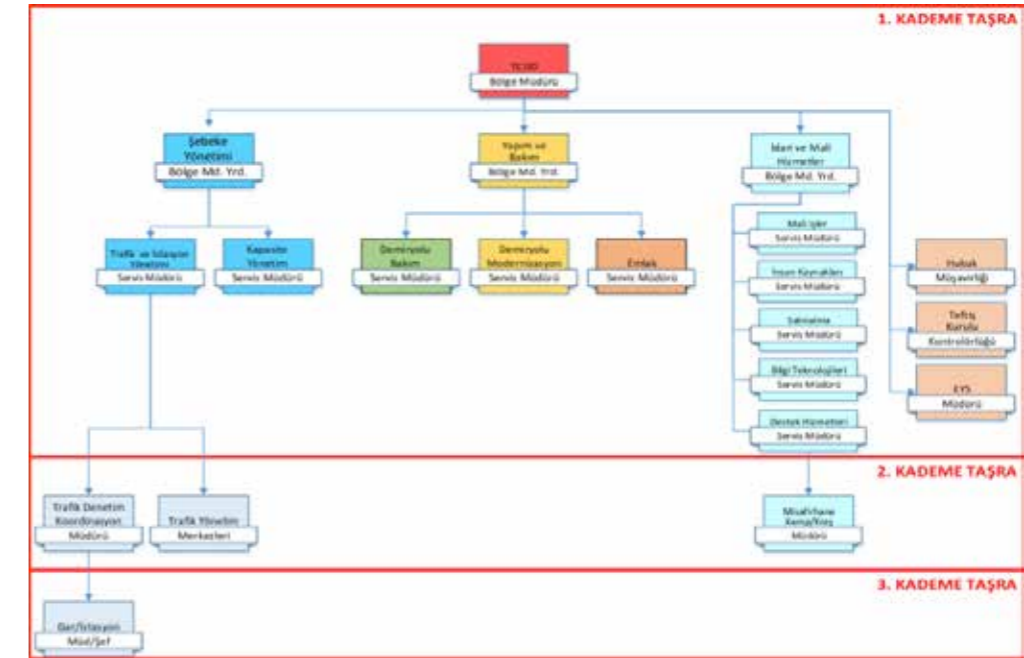 1. KADEME TAŞRA
TCDD
Bölge Müdürü
Şebeke
Yönetimi
Bölge Md. Yrd.
Yapım ve
Bakım
Bölge Md. Yrd.
İdari ve Mali
Hizmetler
Bölge Md. Yrd.
Trafik ve İstasyon
Yönetimi
Servis Müdürü
Kapasite
Yönetim
Servis Müdürü
Demiryolu
Bakım
Servis Müdürü
Demiryolu
Modernizasyon
Servis Müdürü
Emlak
Servis Müdürü
Mali İşler
Servis Müdürü
İnsan Kaynakları
Servis Müdürü
Satınalma
Servis Müdürü
Bilgi Teknolojileri
Servis Müdürü
Destek Hizmetleri
Servis Müdürü
Hukuk
Müşavirliği
Teftiş
Kurulu
Kontrolörlüğü
EYS
Müdürü
2. KADEME TAŞRA
Trafik Denetim
Koordinasyon
Müdürü
Trafik Yönetim
Merkezleri
Misafirhane
Müdürü
3. KADEME TAŞRA
Gar/İstasyon
Müd/Şef